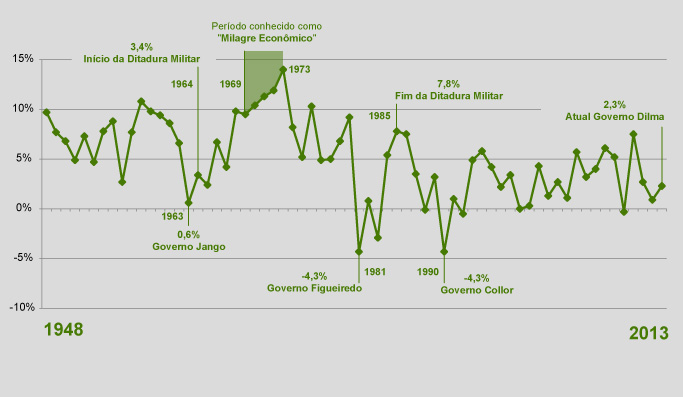 Período conhecido como
"Milagre Econômico"
3,4%
Início da Ditadura Militar
1964
1969
1973
7,8%
Fim da Ditadura Militar
1985
2,3%
Atual Governo Dilma
15%
10%
5%
0%
-5%
-10%
1963
0,6%
Governo Jango
-4,3%
1981
Governo Figueiredo
1990
-4,3%
Governo Collor
1948
2013